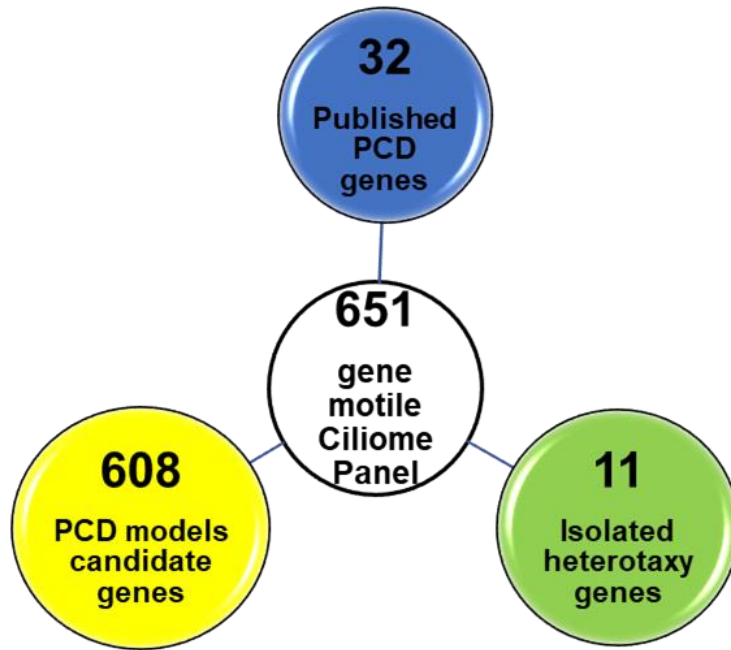 32
Published
PCD
genes
651
gene
motile
Ciliome
Panel
608
PCD models
candidate
genes
11
Isolated
heterotaxy
genes